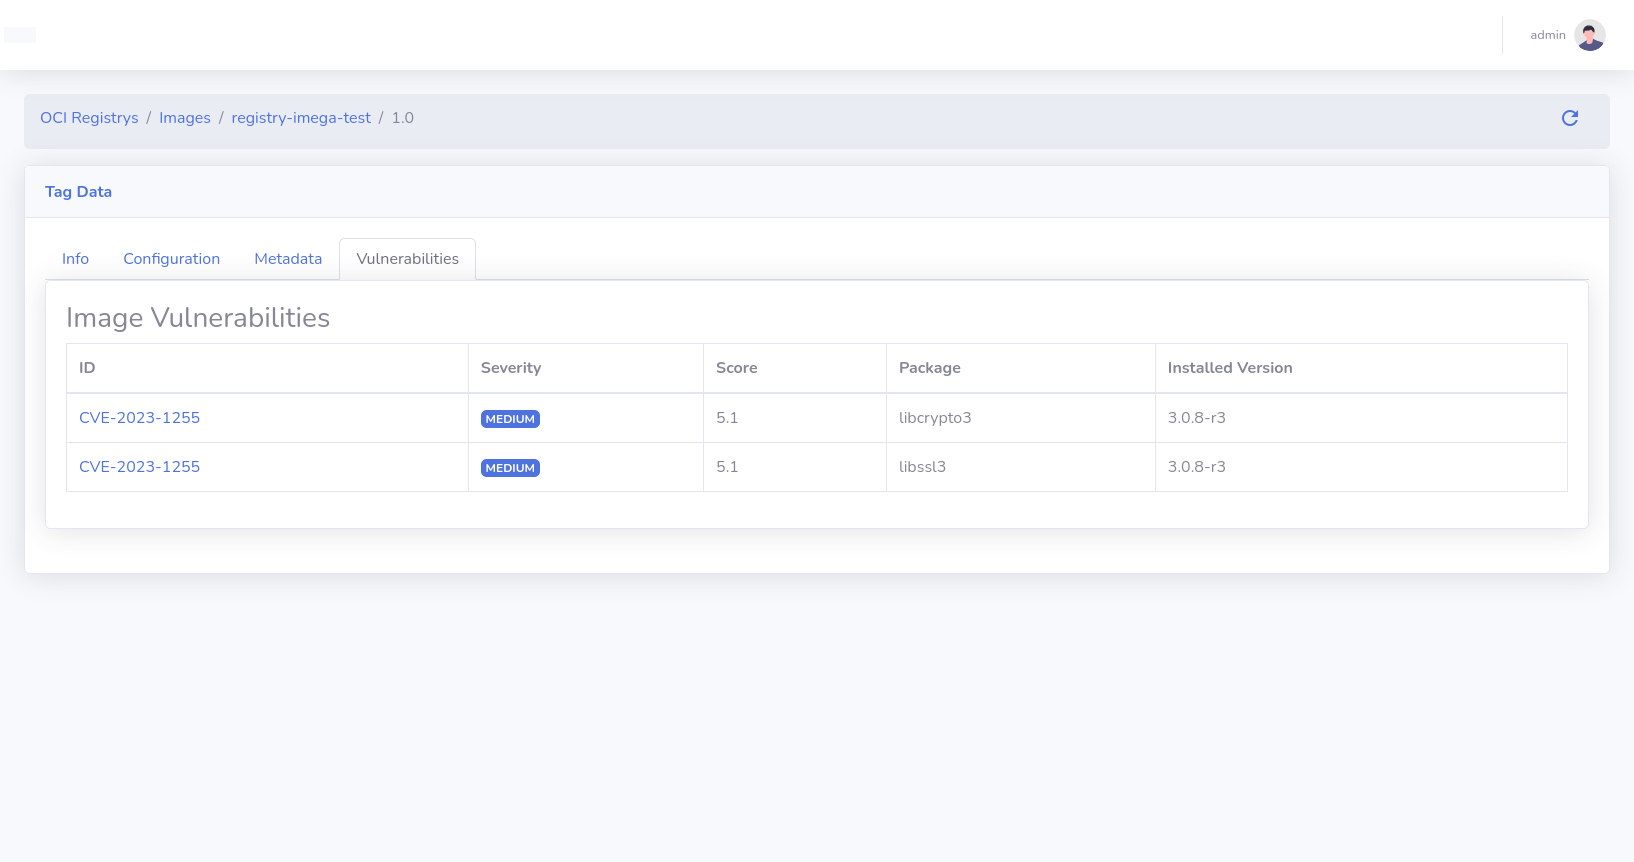 admin
OCI Registrys / Images / registry-imega-test / 1.0
Tag Data
Info Configuration Metadata Vulnerabilities
Image Vulnerabilities
ID Severity Score Package Installed Version
CVE-2023-1255 MEDIUM 5.1 libcrypto3 3.0.8-r3
CVE-2023-1255 MEDIUM 5.1 libssl3 3.0.8-r3